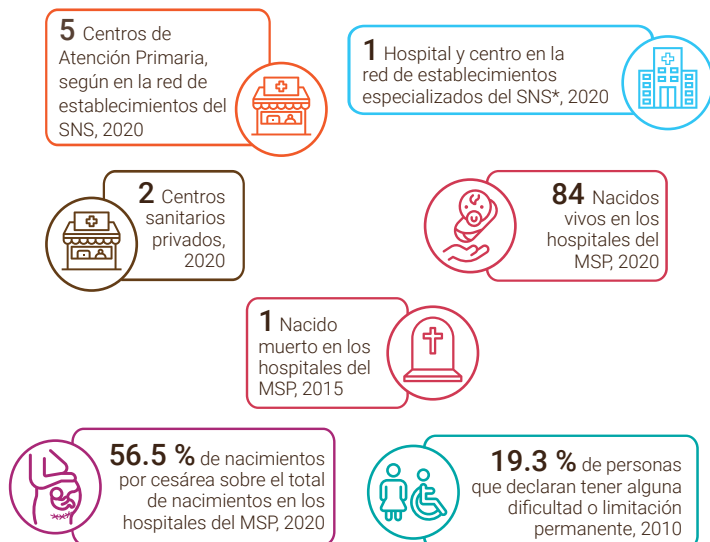 5 Centros de
Atención Primaria,
según en la red de
establecimientos del
SNS, 2020
1 Hospital y centro en la
red de establecimientos
especializados del SNS*, 2020
2 Centros
sanitarios
privados,
2020
84 Nacidos
vivos en los
hospitales del
MSP, 2020
1 Nacido
muerto en los
hospitales del
MSP, 2015
56.5 % de nacimientos
por cesárea sobre el total
de nacimientos en los
hospitales del MSP, 2020
19.3 % de personas
que declaran tener alguna
dificultad o limitación
permanente, 2010